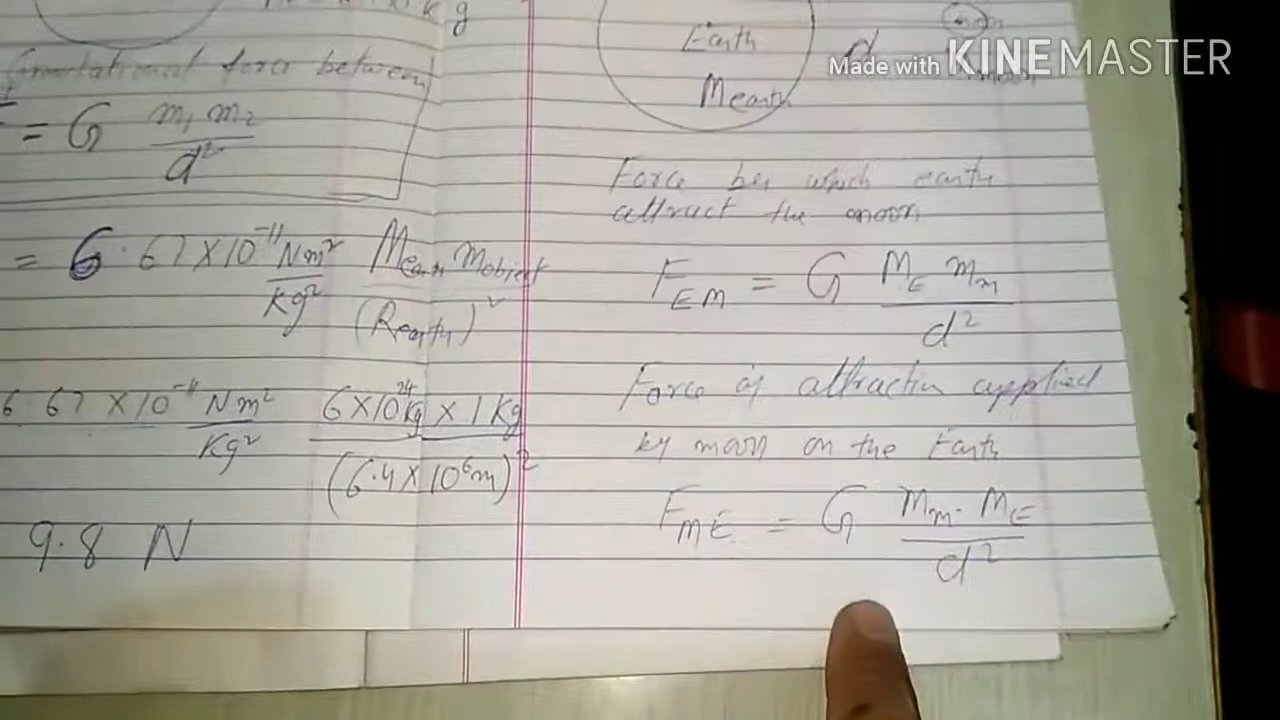 kg
Gravitational force between
= G m1 m2
d²
= 6.67 X 10⁻¹¹ Nm² Mearth mobject
Kg² (Rearth)²
6.67 X 10⁻¹¹ Nm² 6 X 10²⁴ kg X 1 Kg
Kg² (6.4 X 10⁶m)²
9.8 N
Earth
Mearth
d
Made with KINEMASTER
Force by which earth
attract the moon
FEM = G ME mm
d²
Force of attraction applied
by moon on the Earth
FME = G Mm . ME
d²